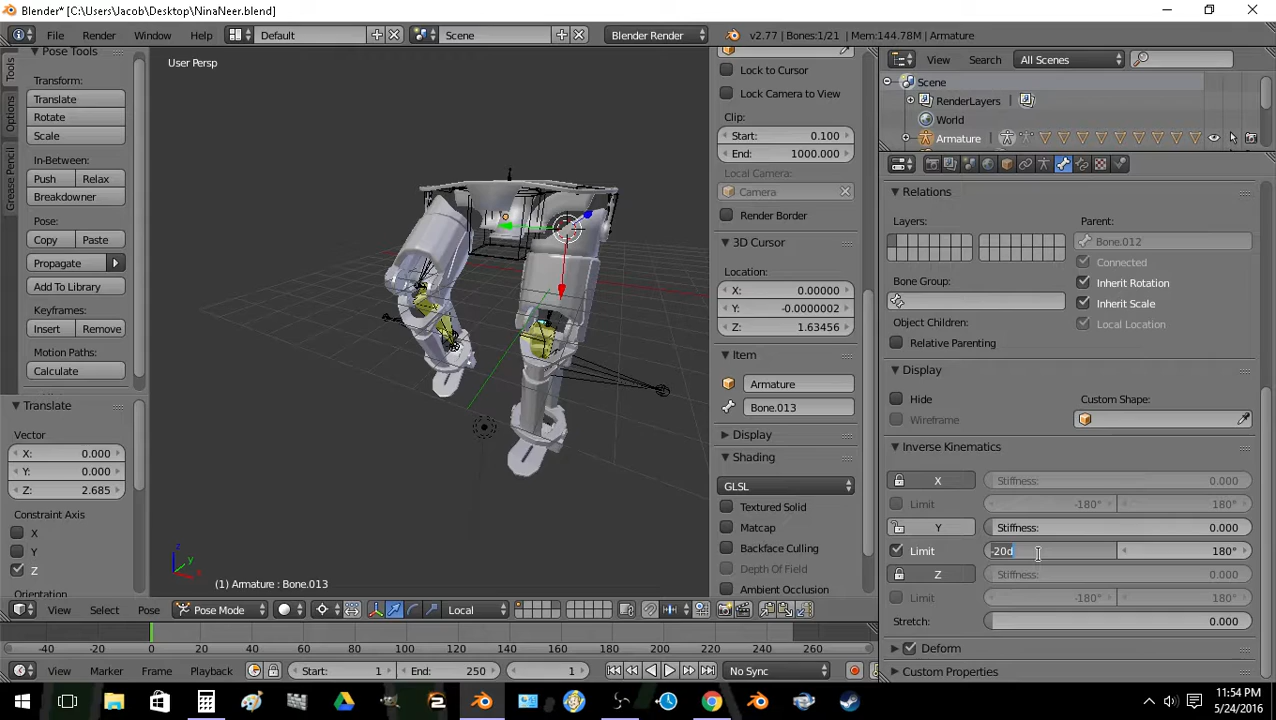 Blender* [C:\Users\Jacob\Desktop\NinaNeer.blend]
File Render Window Help Default Scene Blender Render v2.77 | Bones:1/21 | Mem:144.78M | Armature
View Search All Scenes
Tools
Options
Grease Pencil
Pose Tools
Transform:
Translate
Rotate
Scale
In-Between:
Push Relax
Breakdowner
Pose:
Copy Paste
Propagate
Add To Library
Keyframes:
Insert Remove
Motion Paths:
Calculate
Translate
Vector
X: 0.000
Y: 0.000
Z: 2.685
Constraint Axis
X
Y
Z
Orientation
User Persp
(1) Armature : Bone.013
Lock to Cursor
Lock Camera to View
Clip:
Start: 0.100
End: 1000.000
Local Camera:
Camera
Render Border
3D Cursor
Location:
X: 0.00000
Y: -0.0000002
Z: 1.63456
Item
Armature
Bone.013
Display
Shading
GLSL
Textured Solid
Matcap
Backface Culling
Depth Of Field
Ambient Occlusion
Scene
RenderLayers
World
Armature
Relations
Layers: Parent:
Bone.012
Connected
Bone Group: Inherit Rotation
Inherit Scale
Object Children: Local Location
Relative Parenting
Display
Hide Custom Shape:
Wireframe
Inverse Kinematics
X Stiffness: 0.000
Limit -180° 180°
Y Stiffness: 0.000
Limit -20d 180°
Z Stiffness: 0.000
Limit -180° 180°
Stretch: 0.000
Deform
Custom Properties
View Select Pose Pose Mode Local
-40 -20 0 20 40 60 80 100 120 140 160 180 200 220 240 260
View Marker Frame Playback Start: 1 End: 250 1 No Sync
11:54 PM
5/24/2016